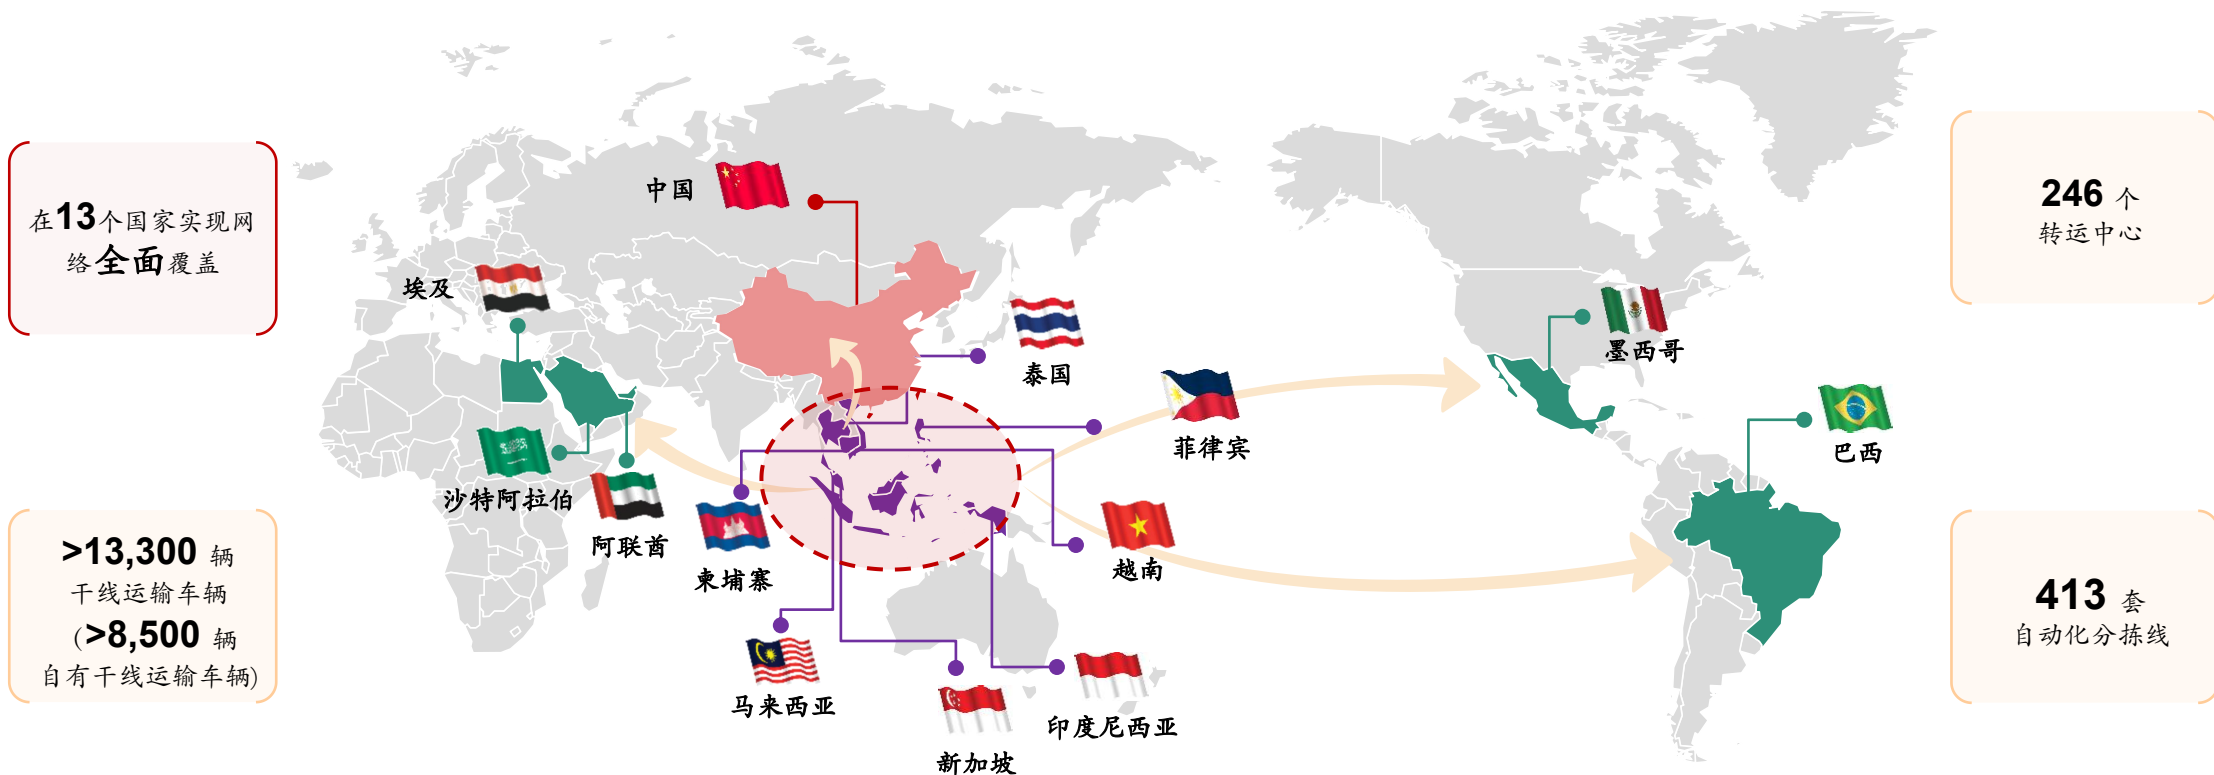 在13个国家实现网
络全面覆盖
>13,300 辆
干线运输车辆
(>8,500 辆
自有干线运输车辆)
中国
埃及
沙特阿拉伯
阿联酋
泰国
菲律宾
柬埔寨
越南
马来西亚
新加坡
印度尼西亚
墨西哥
巴西
246 个
转运中心
413 套
自动化分拣线